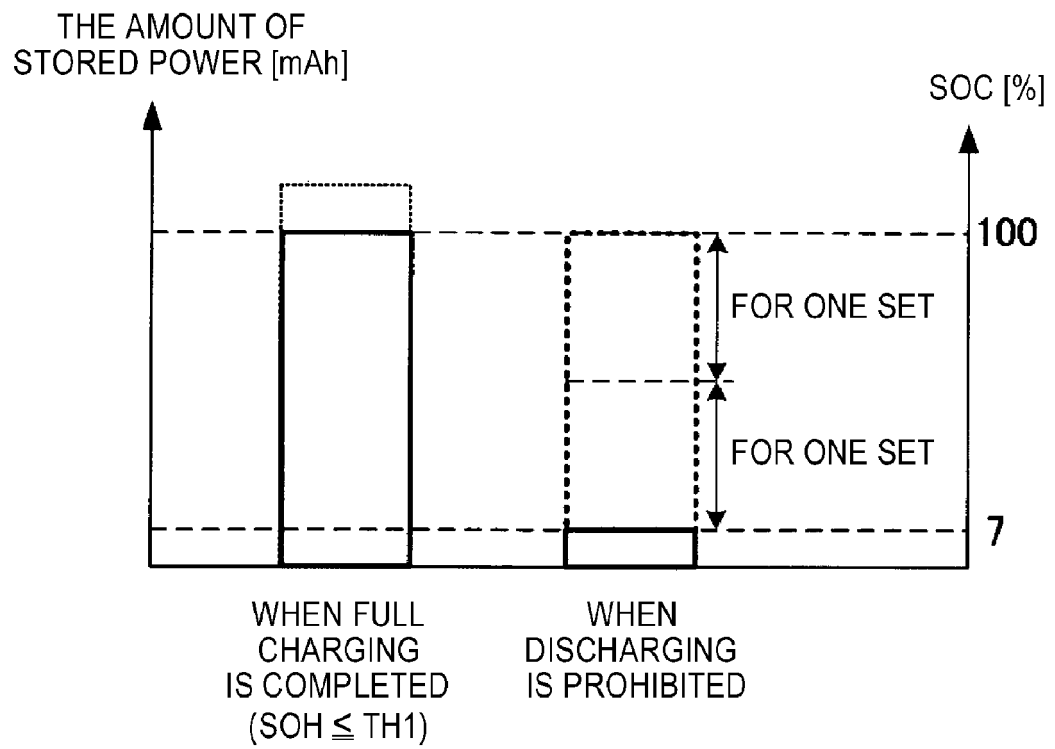 THE AMOUNT OF
STORED POWER [mAh]
SOC [%]
100
FOR ONE SET
FOR ONE SET
7
WHEN FULL
CHARGING
IS COMPLETED
(SOH ≦ TH1)
WHEN
DISCHARGING
IS PROHIBITED